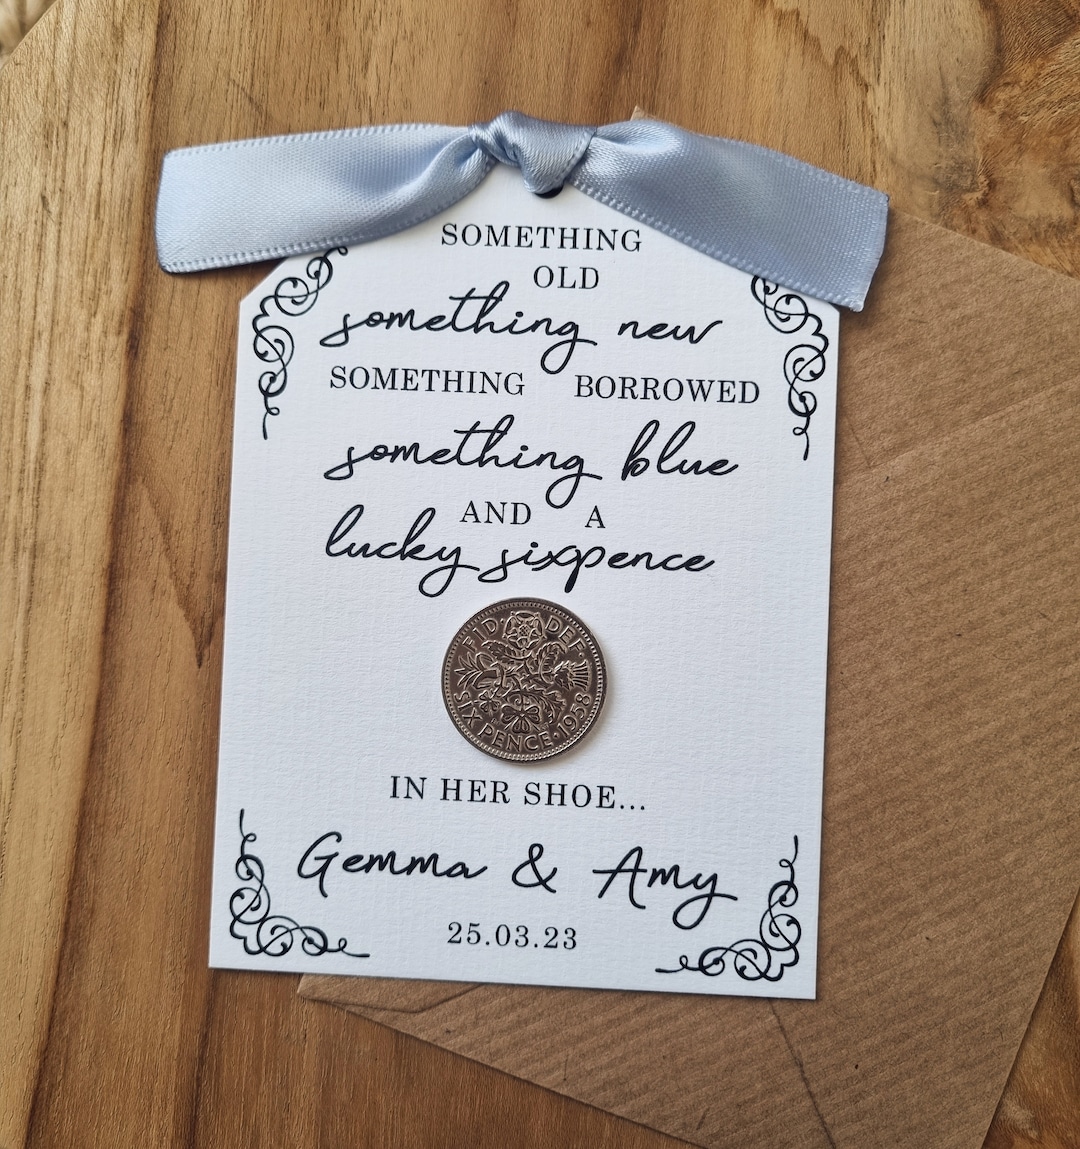 SOMETHING
OLD
something new
SOMETHING BORROWED
something blue
AND A
lucky sixpence
FID · DEF ·
SIX PENCE · 1958
IN HER SHOE...
Gemma & Amy
25.03.23